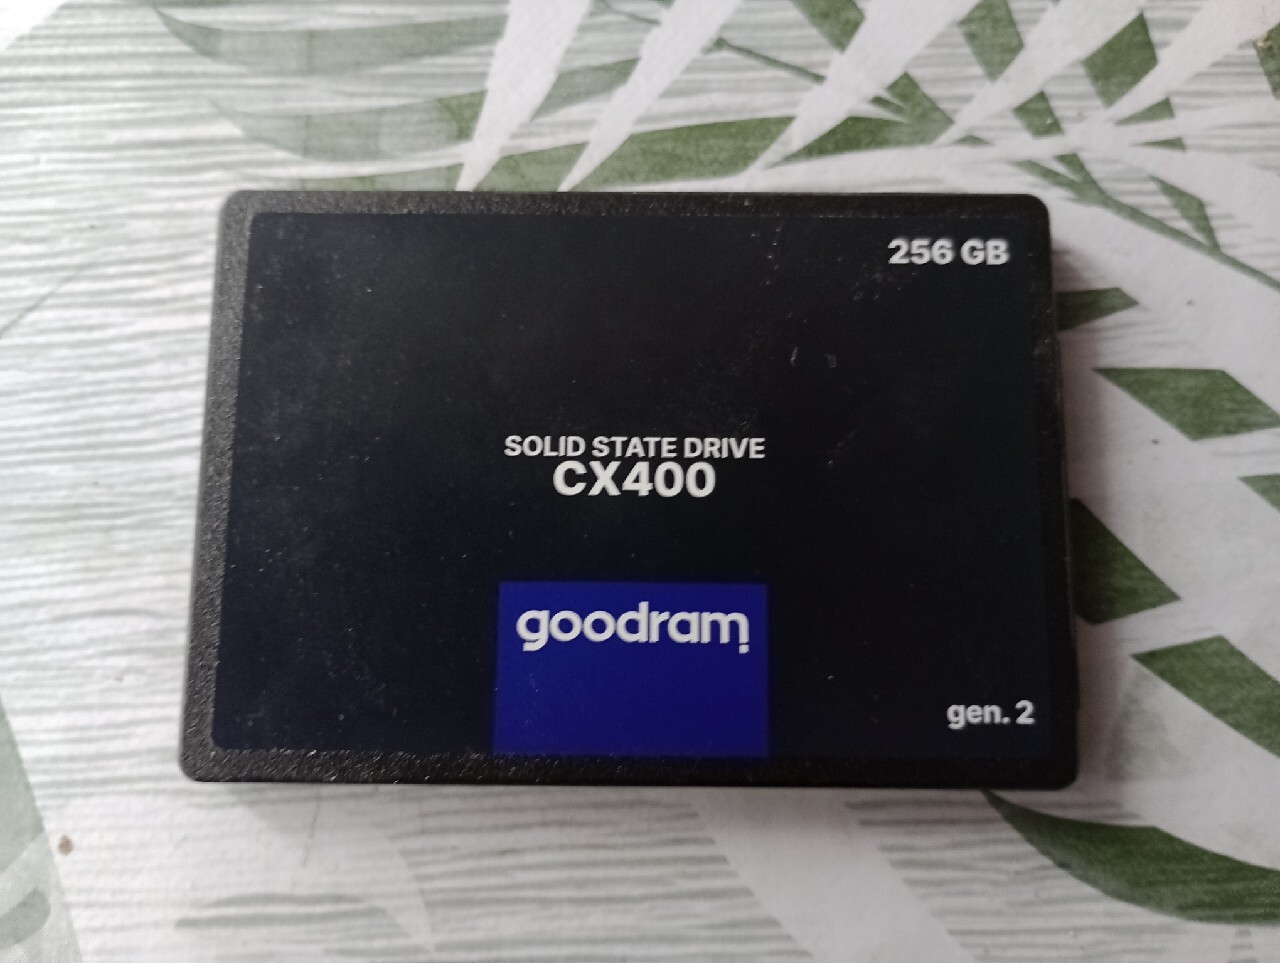 256 GB
SOLID STATE DRIVE
CX400
goodram
gen. 2